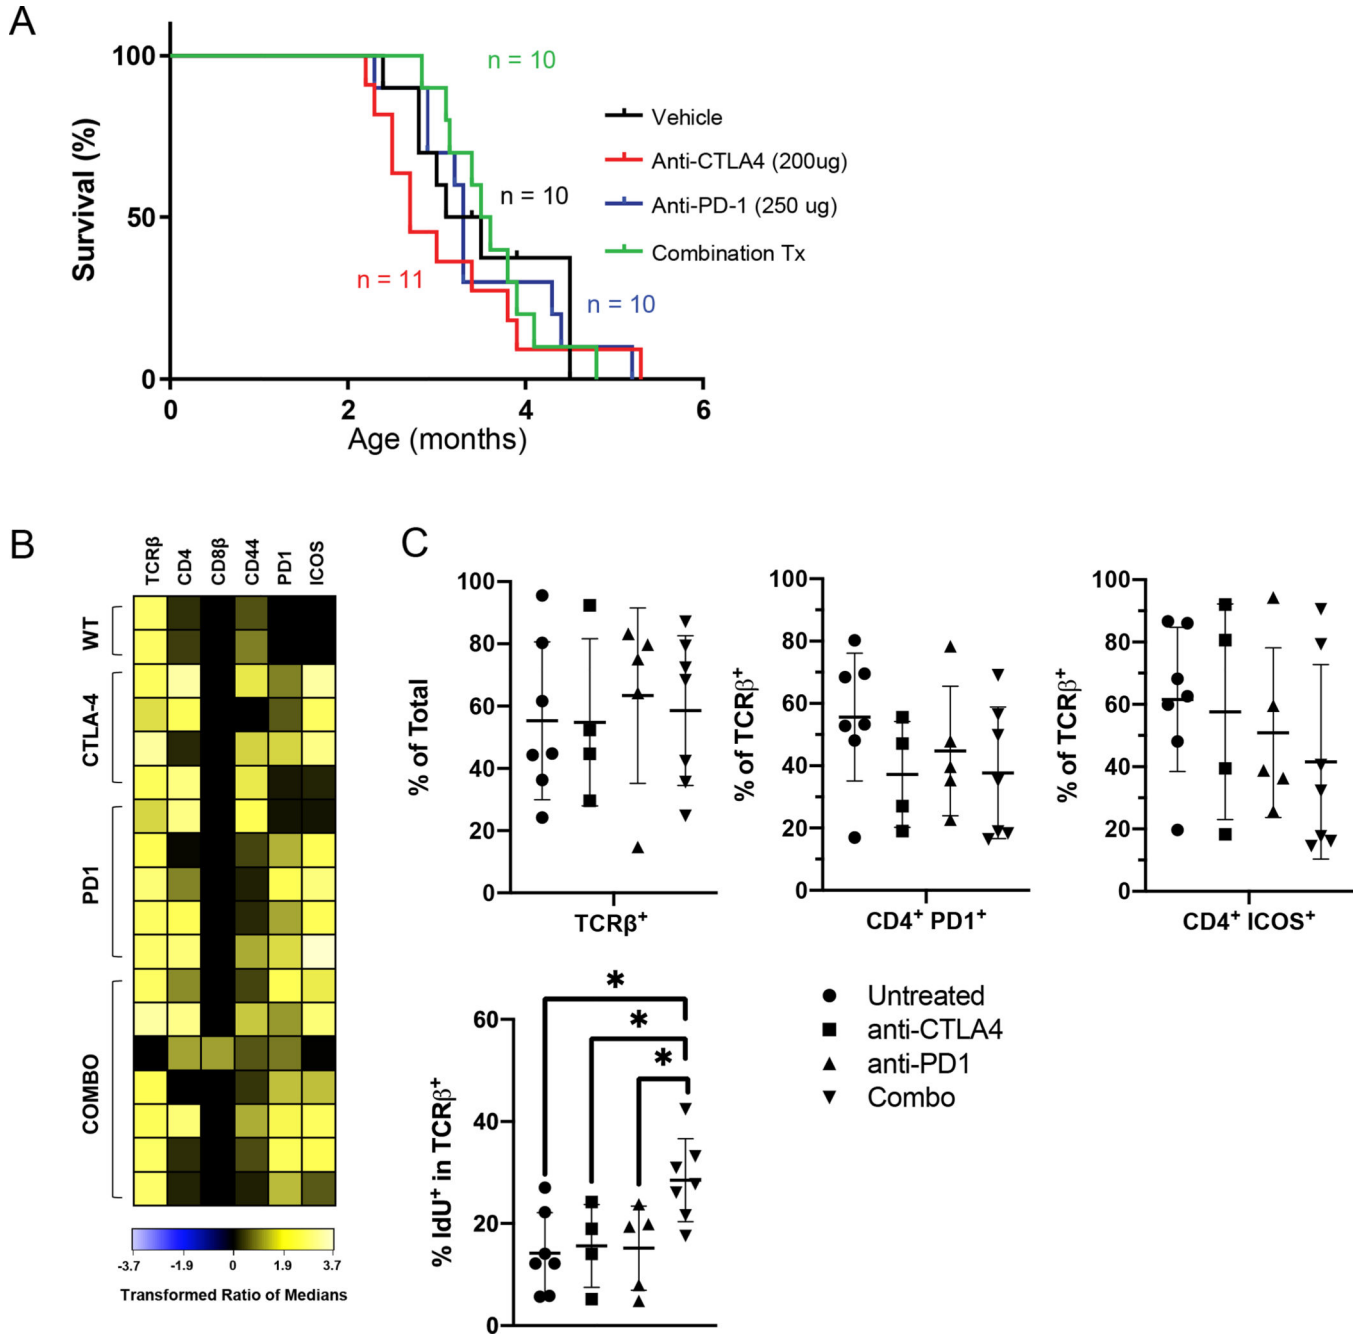 A
Survival (%)
100
50
0
0
2
4
6
Age (months)
n = 10
n = 10
n = 11
n = 10
Vehicle
Anti-CTLA4 (200ug)
Anti-PD-1 (250 ug)
Combination Tx
B
TCRβ
CD4
CD8β
CD44
PD1
ICOS
WT
CTLA-4
PD1
COMBO
-3.7
-1.9
0
1.9
3.7
Transformed Ratio of Medians
C
% of Total
100
80
60
40
20
0
TCRβ⁺
% of TCRβ⁺
100
80
60
40
20
0
CD4⁺ PD1⁺
% of TCRβ⁺
100
80
60
40
20
0
CD4⁺ ICOS⁺
% IdU⁺ in TCRβ⁺
60
40
20
0
*
*
*
Untreated
anti-CTLA4
anti-PD1
Combo